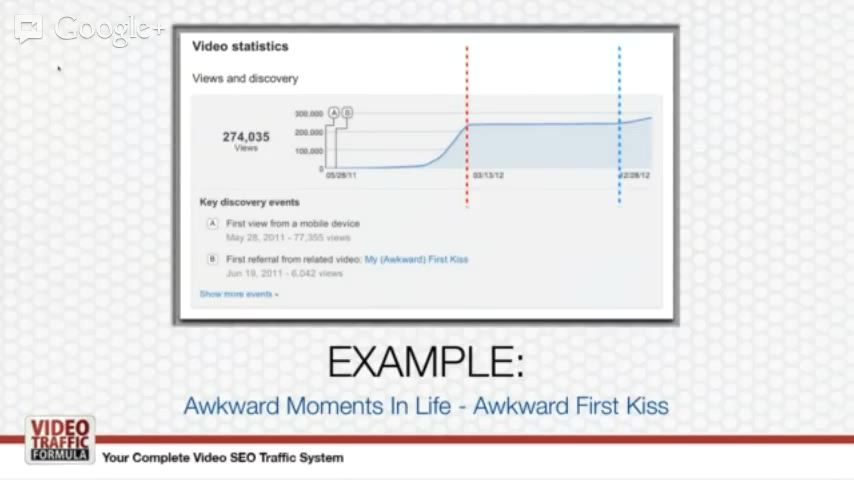 Google+
Video statistics
Views and discovery
274,035
Views
300,000
200,000
100,000
0
A B
05/28/11 03/13/12 12/28/12
Key discovery events
A First view from a mobile device
May 28, 2011 - 77,355 views
B First referral from related video: My (Awkward) First Kiss
Jun 19, 2011 - 6,042 views
Show more events
EXAMPLE:
Awkward Moments In Life - Awkward First Kiss
VIDEO
TRAFFIC
FORMULA
Your Complete Video SEO Traffic System